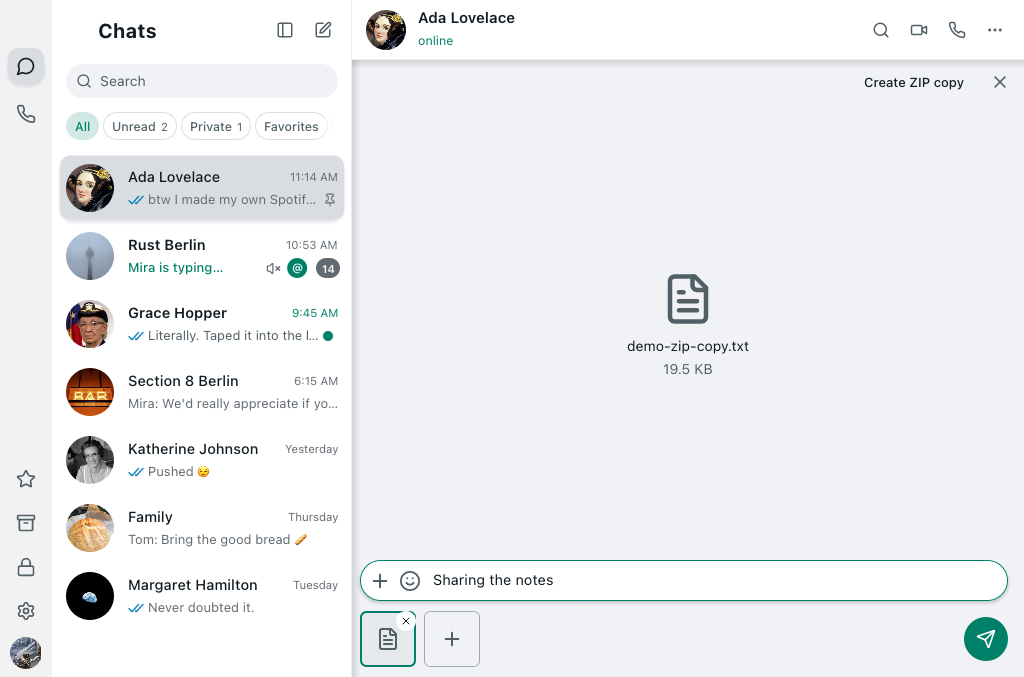 Chats
Search
All
Unread 2
Private 1
Favorites
Ada Lovelace
11:14 AM
btw I made my own Spotif...
Rust Berlin
10:53 AM
Mira is typing...
@
14
Grace Hopper
9:45 AM
Literally. Taped it into the l...
Section 8 Berlin
6:15 AM
Mira: We'd really appreciate if yo...
BAR
Katherine Johnson
Yesterday
Pushed 😏
Family
Thursday
Tom: Bring the good bread 🥖
Margaret Hamilton
Tuesday
Never doubted it.
Ada Lovelace
online
Create ZIP copy
demo-zip-copy.txt
19.5 KB
Sharing the notes